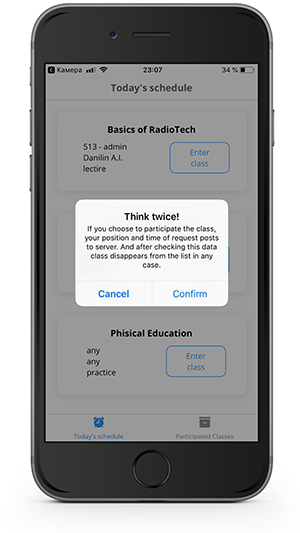 Камера 23:07 34 %
Today's schedule
Basics of RadioTech
513 - admin
Danilin A.I.
lectire
Enter
class
Think twice!
If you choose to participate the class,
your position and time of request posts
to server. And after checking this data
class disappears from the list in any
case.
Cancel Confirm
Phisical Education
any
any
practice
Enter
class
Today's schedule Participated Classes